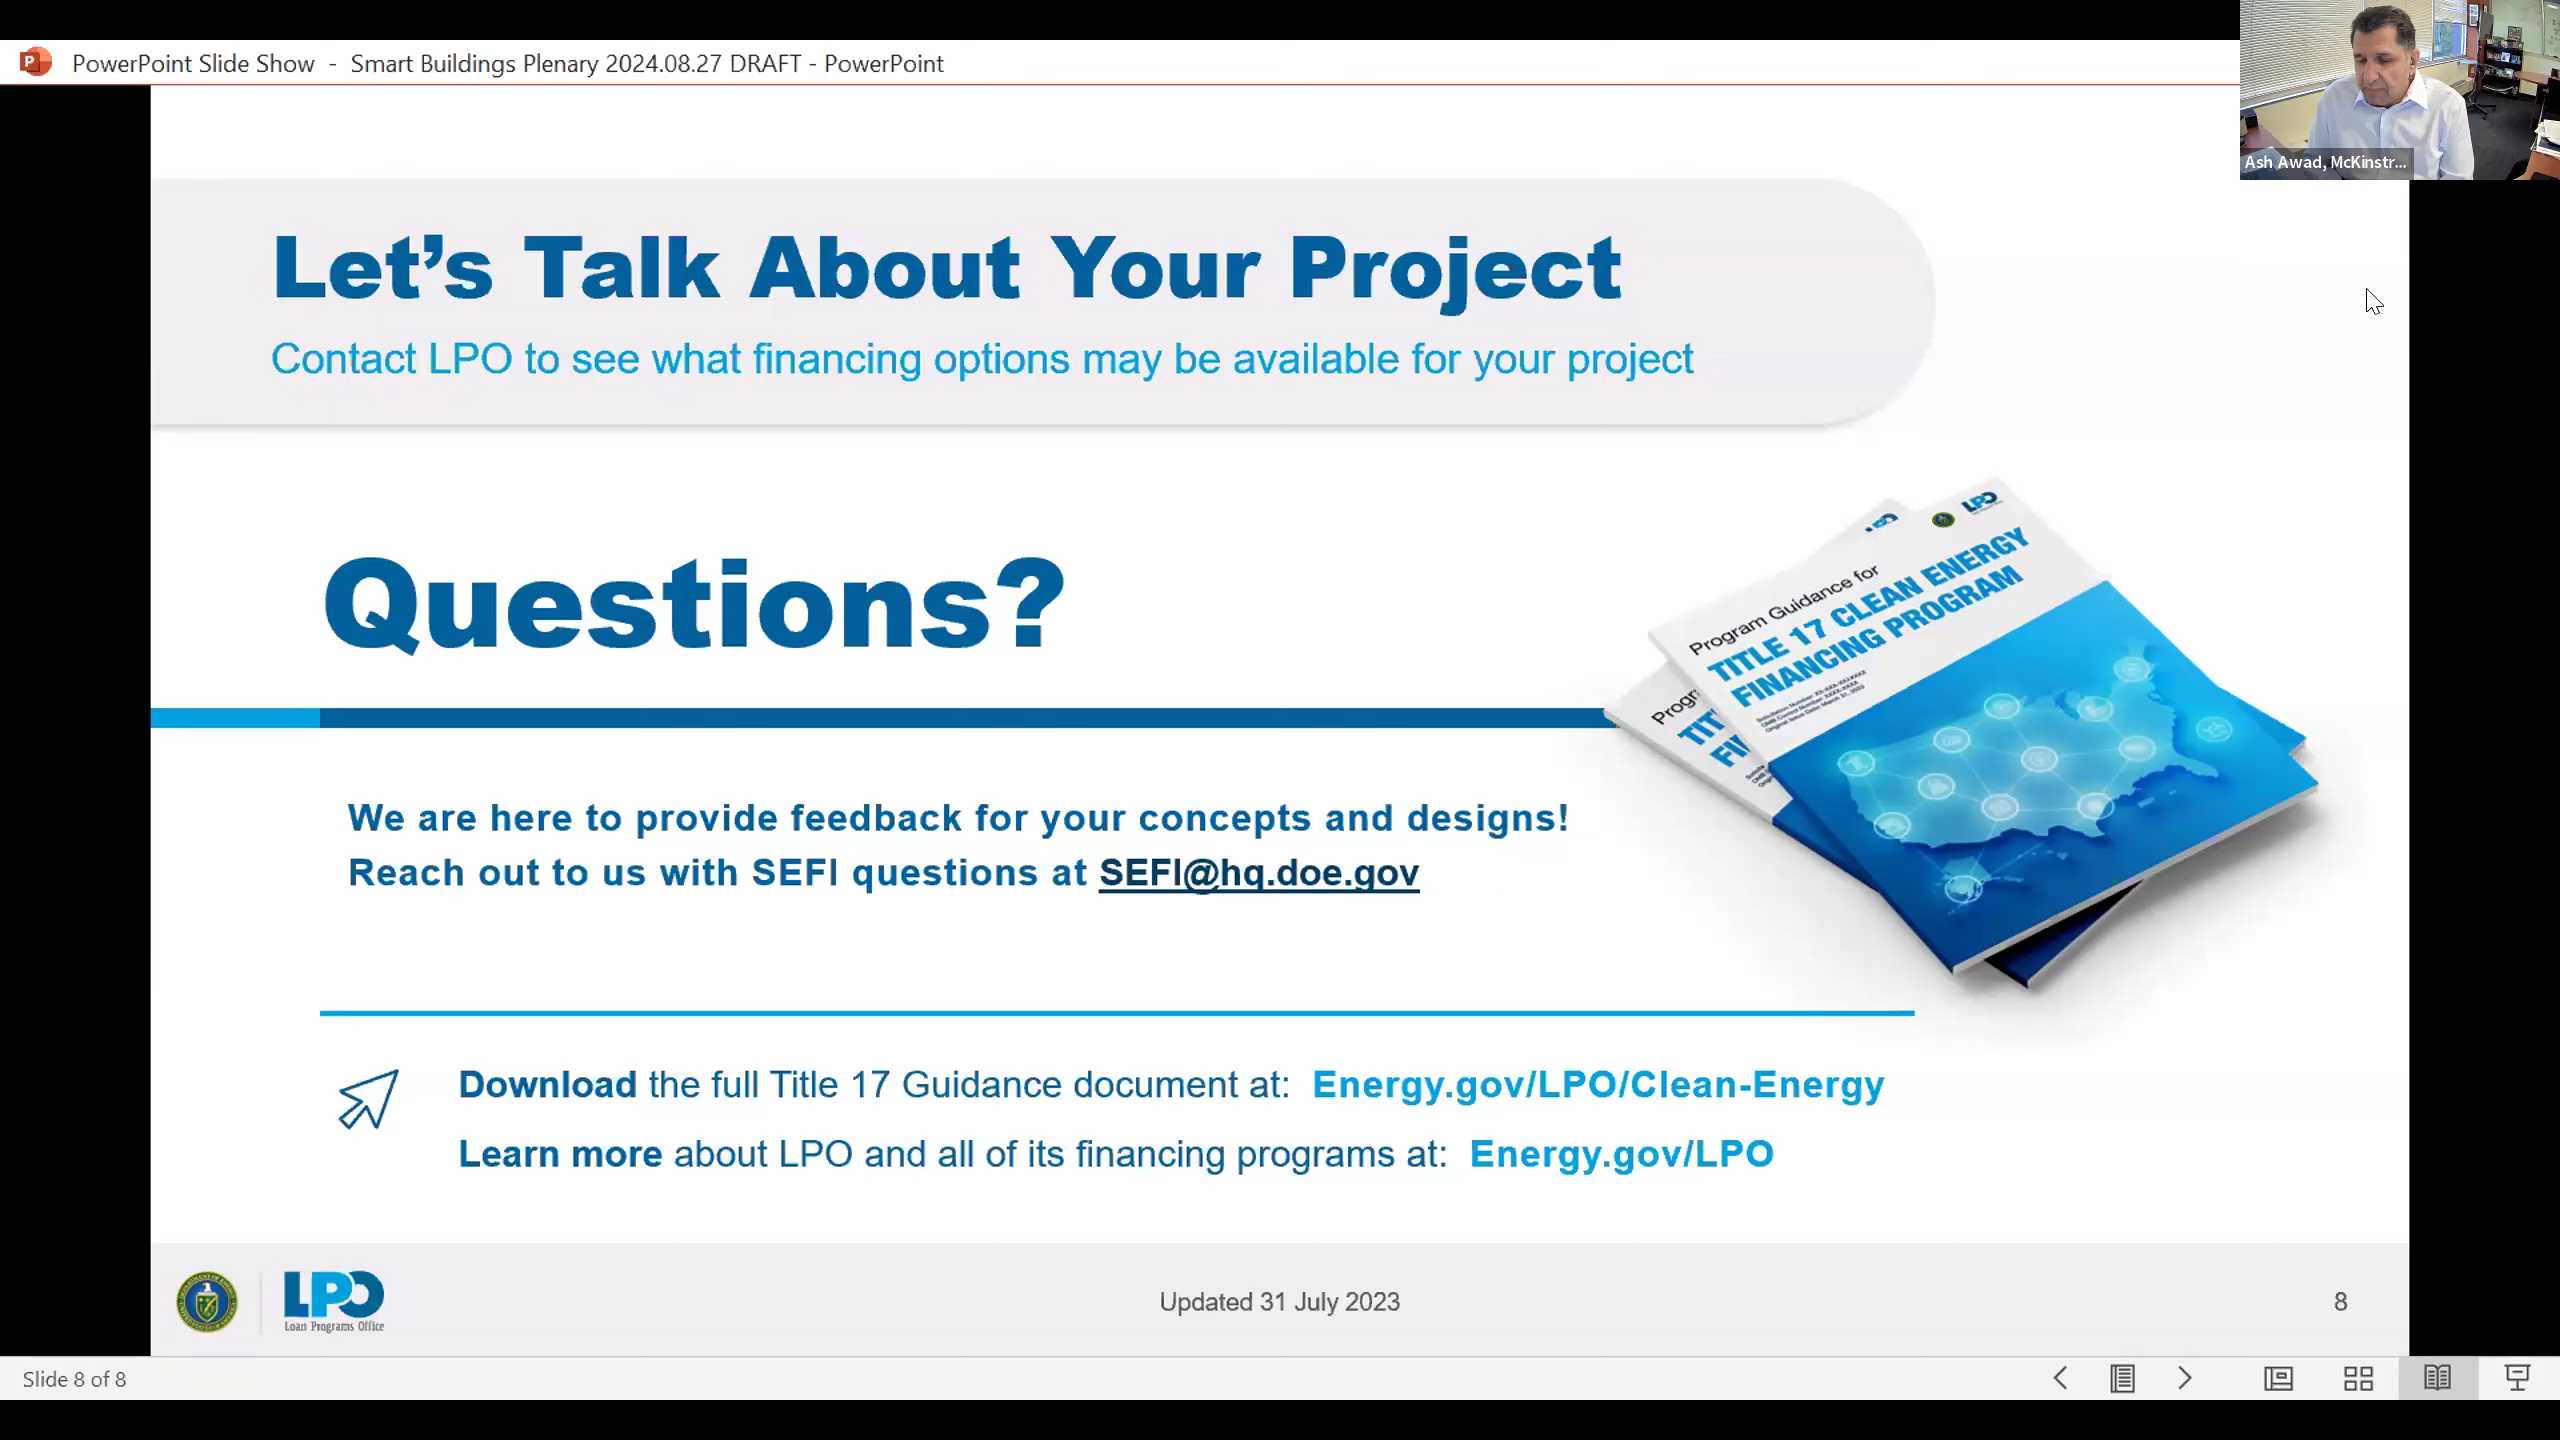 PowerPoint Slide Show - Smart Buildings Plenary 2024.08.27 DRAFT - PowerPoint
Ash Awad, McKinstr...
Let’s Talk About Your Project
Contact LPO to see what financing options may be available for your project
Questions?
LPO
LPO
Program Guidance for
TITLE 17 CLEAN ENERGY
FINANCING PROGRAM
Progr
TIT
FI
We are here to provide feedback for your concepts and designs!
Reach out to us with SEFI questions at SEFI@hq.doe.gov
Download the full Title 17 Guidance document at: Energy.gov/LPO/Clean-Energy
Learn more about LPO and all of its financing programs at: Energy.gov/LPO
LPO
Loan Programs Office
Updated 31 July 2023
8
Slide 8 of 8